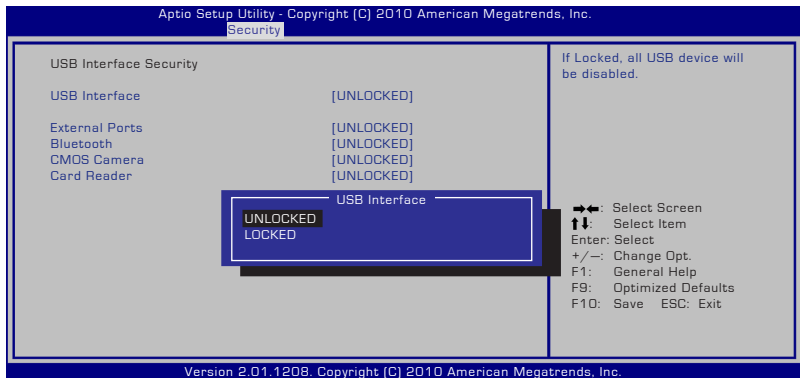 Aptio Setup Utility - Copyright (C) 2010 American Megatrends, Inc.
Security
USB Interface Security
USB Interface [UNLOCKED]
External Ports [UNLOCKED]
Bluetooth [UNLOCKED]
CMOS Camera [UNLOCKED]
Card Reader [UNLOCKED]
USB Interface
UNLOCKED
LOCKED
If Locked, all USB device will
be disabled.
→←: Select Screen
↑↓: Select Item
Enter: Select
+/—: Change Opt.
F1: General Help
F9: Optimized Defaults
F10: Save ESC: Exit
Version 2.01.1208. Copyright (C) 2010 American Megatrends, Inc.